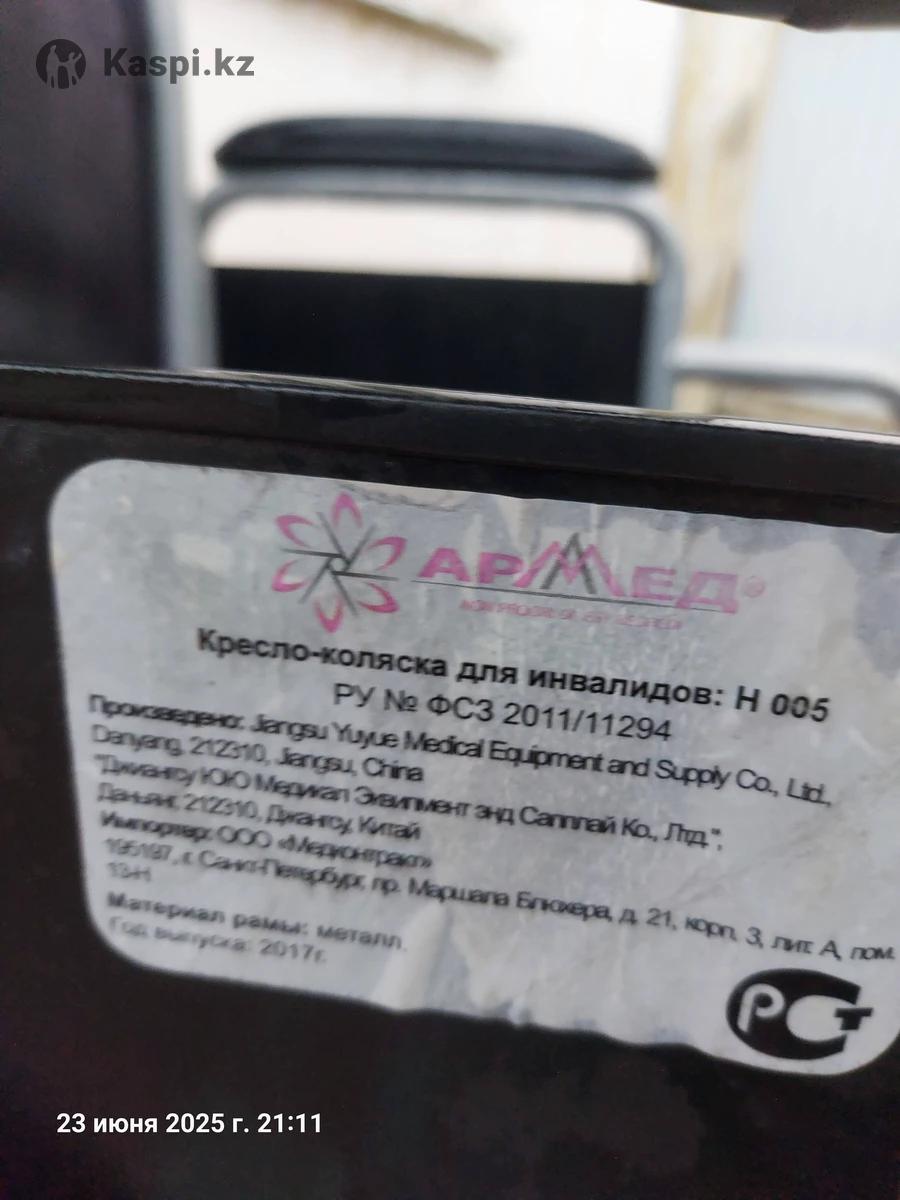 Kaspi.kz
АРМЕД®
Кресло-коляска для инвалидов: Н 005
РУ № ФСЗ 2011/11294
Произведено: Jiangsu Yuyue Medical Equipment and Supply Co., Ltd.,
Danyang, 212310, Jiangsu, China
"Джиангсу ЮЮ Медикал Эквипмент энд Сапплай Ко., Лтд.",
Даньянг, 212310, Джангсу, Китай
Импортер: ООО «Медконтракт»
195197, г. Санкт-Петербург, пр. Маршала Блюхера, д. 21, корп. 3, лит. А, пом.
13-Н
Материал рамы: металл.
Год выпуска: 2017г.
РСТ
23 июня 2025 г. 21:11